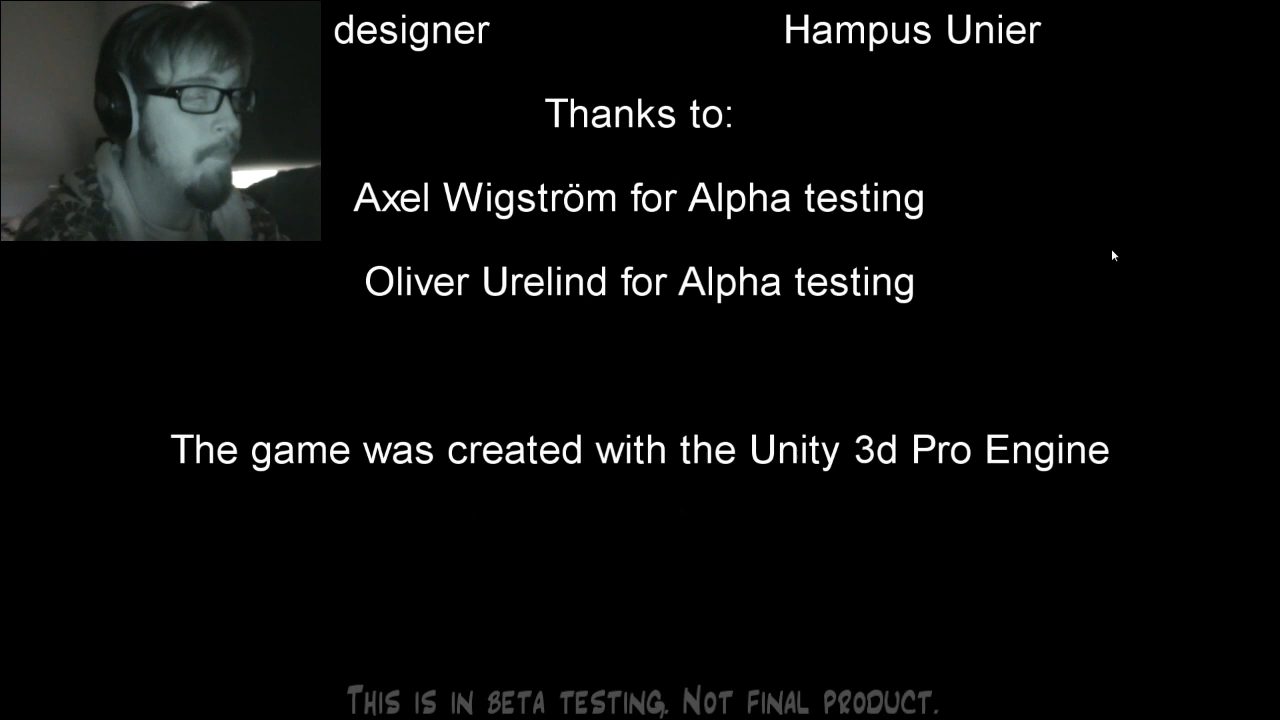 designer Hampus Unier
Thanks to:
Axel Wigström for Alpha testing
Oliver Urelind for Alpha testing
The game was created with the Unity 3d Pro Engine
This is in beta testing, Not final product.